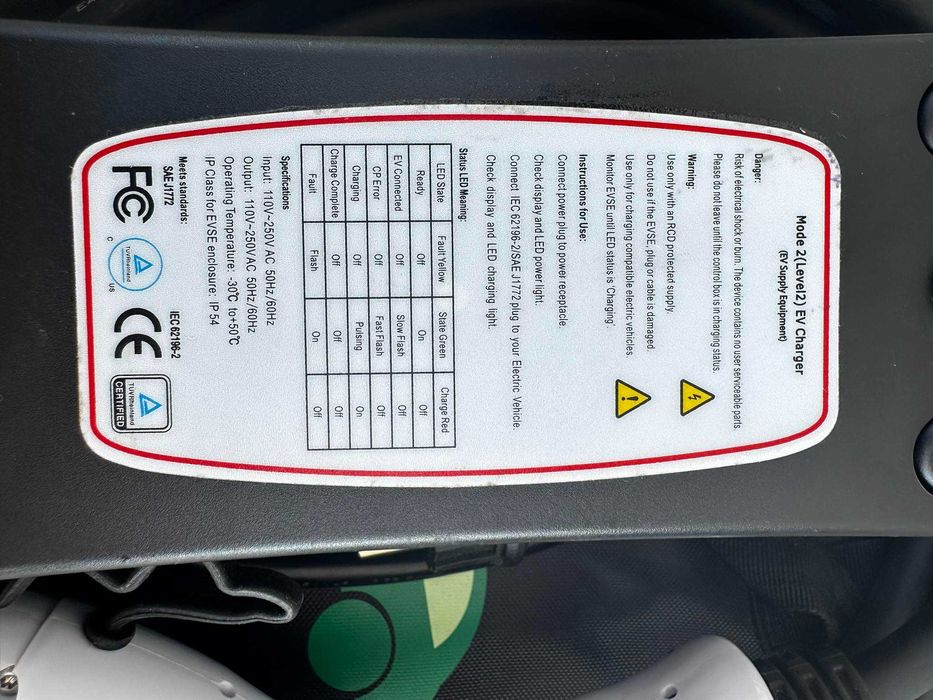 Mode 2(Level2) EV Charger
(EV Supply Equipment)
Danger:
Risk of electrical shock or burn. The device contains no user serviceable parts.
Please do not leave until the control box is in charging status.
Warning:
Use only with an RCD protected supply.
Do not use if the EVSE, plug or cable is damaged.
Use only for charging compatible electric vehicles.
Monitor EVSE until LED status is 'Charging'.
Instructions for Use:
Connect power plug to power receptacle.
Check display and LED power light.
Connect IEC 62196-2/SAE J1772 plug to your Electric Vehicle.
Check display and LED charging light.
Status LED Meaning:
LED State Fault Yellow State Green Charge Red
Ready Off On Off
EV Connected Off Slow Flash Off
CP Error Off Fast Flash Off
Charging Off Pulsing On
Charge Complete Off Off Off
Fault Flash On Off
Specifications
Input: 110V~250V AC 50Hz/60Hz
Output: 110V~250V AC 50Hz/60Hz
Operating Temperature: -30℃ to+50℃
IP Class for EVSE enclosure: IP 54
Meets standards:
SAE J1772 IEC 62196-2
FC
C TÜVRheinland US
CE
TÜVRheinland
CERTIFIED